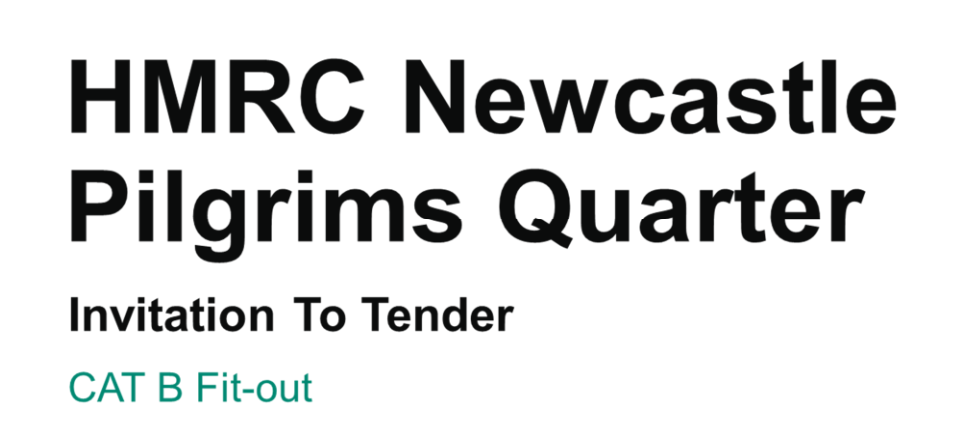 HMRC Newcastle
Pilgrims Quarter
Invitation To Tender
CAT B Fit-out